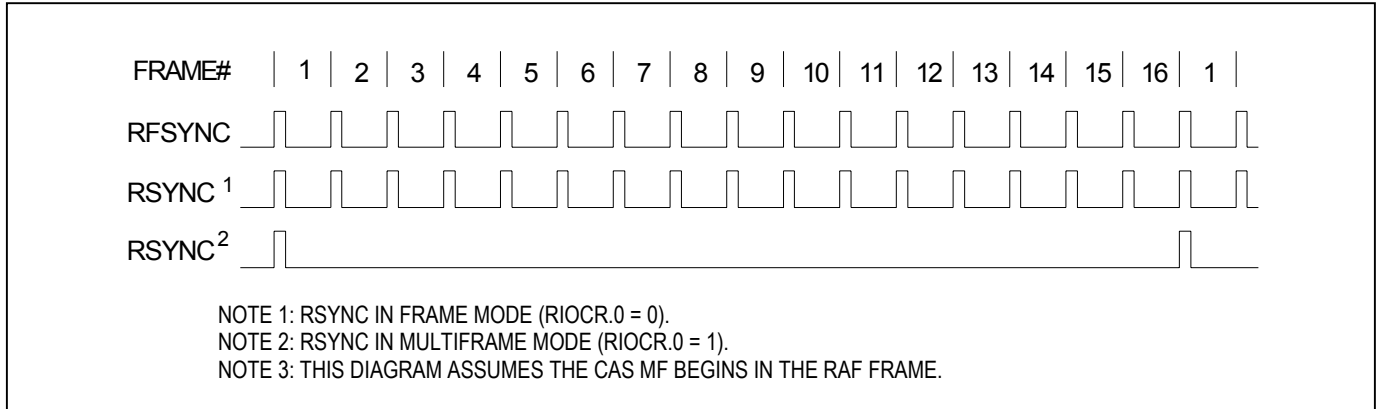 FRAME# 1 2 3 4 5 6 7 8 9 10 11 12 13 14 15 16 1
RFSYNC
RSYNC 1
RSYNC2
NOTE 1: RSYNC IN FRAME MODE (RIOCR.0 = 0).
NOTE 2: RSYNC IN MULTIFRAME MODE (RIOCR.0 = 1).
NOTE 3: THIS DIAGRAM ASSUMES THE CAS MF BEGINS IN THE RAF FRAME.